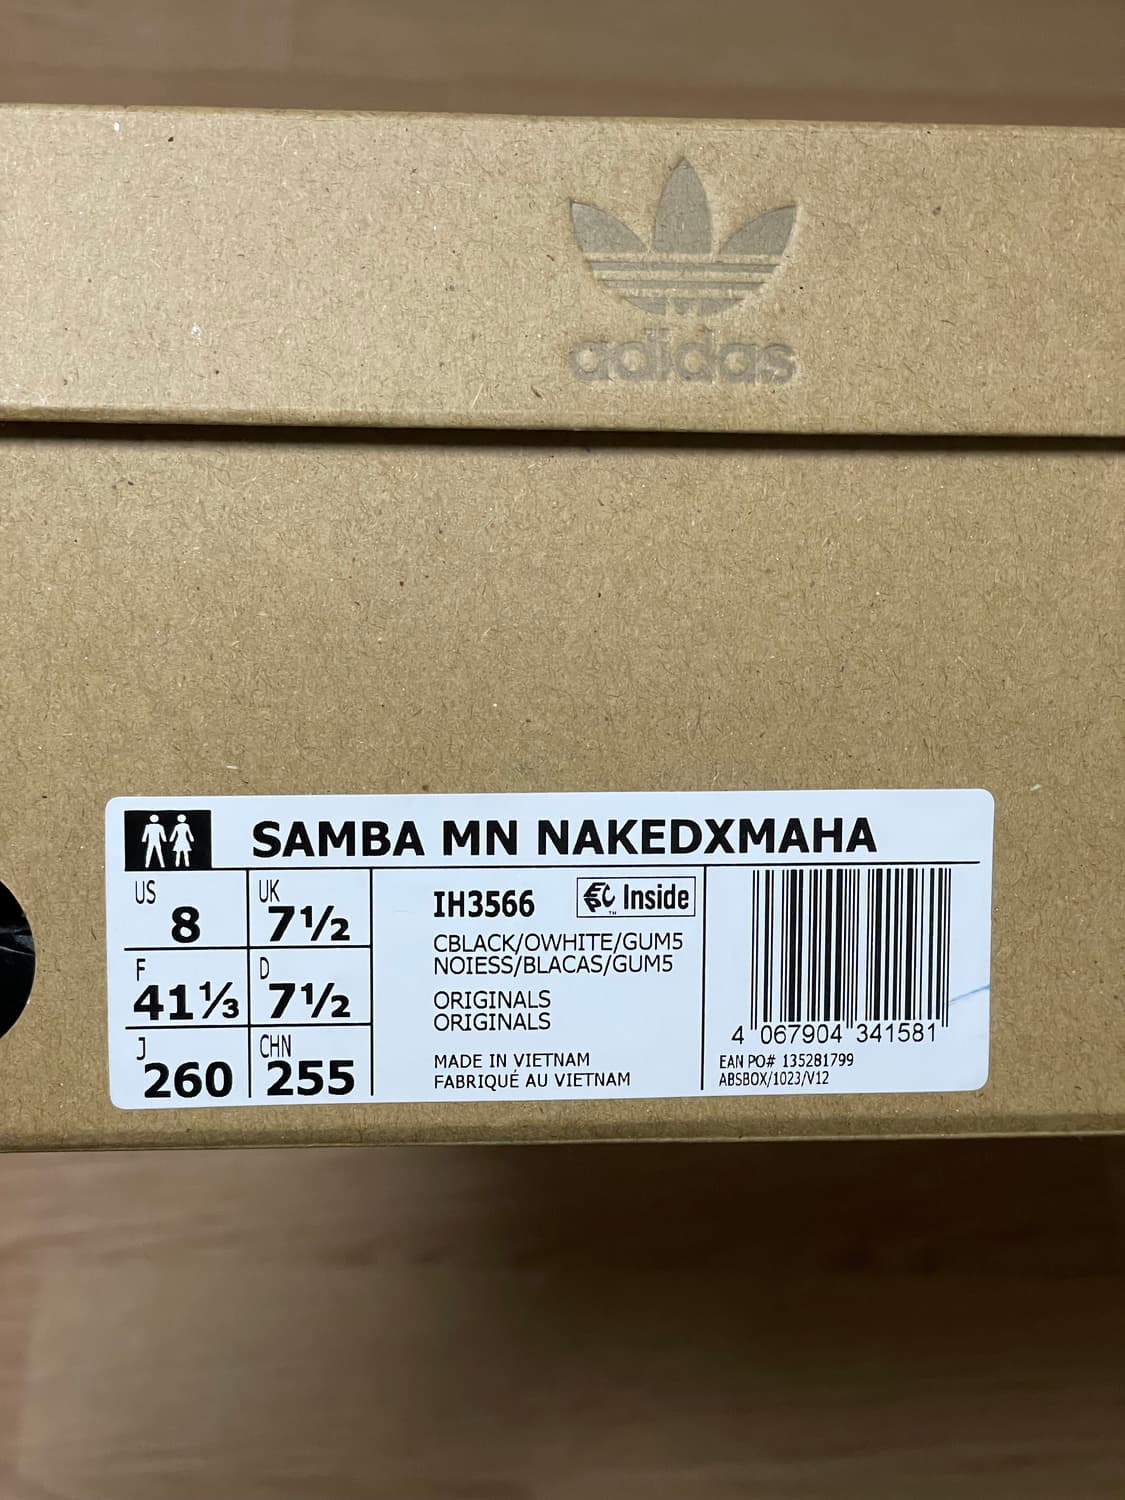 adidas
SAMBA MN NAKEDXMAHA
US
8
UK
7½
F
41⅓
D
7½
J
260
CHN
255
IH3566
Inside
™
CBLACK/OWHITE/GUM5
NOIESS/BLACAS/GUM5
ORIGINALS
ORIGINALS
MADE IN VIETNAM
FABRIQUÉ AU VIETNAM
4 067904 341581
EAN PO# 135281799
ABSBOX/1023/V12